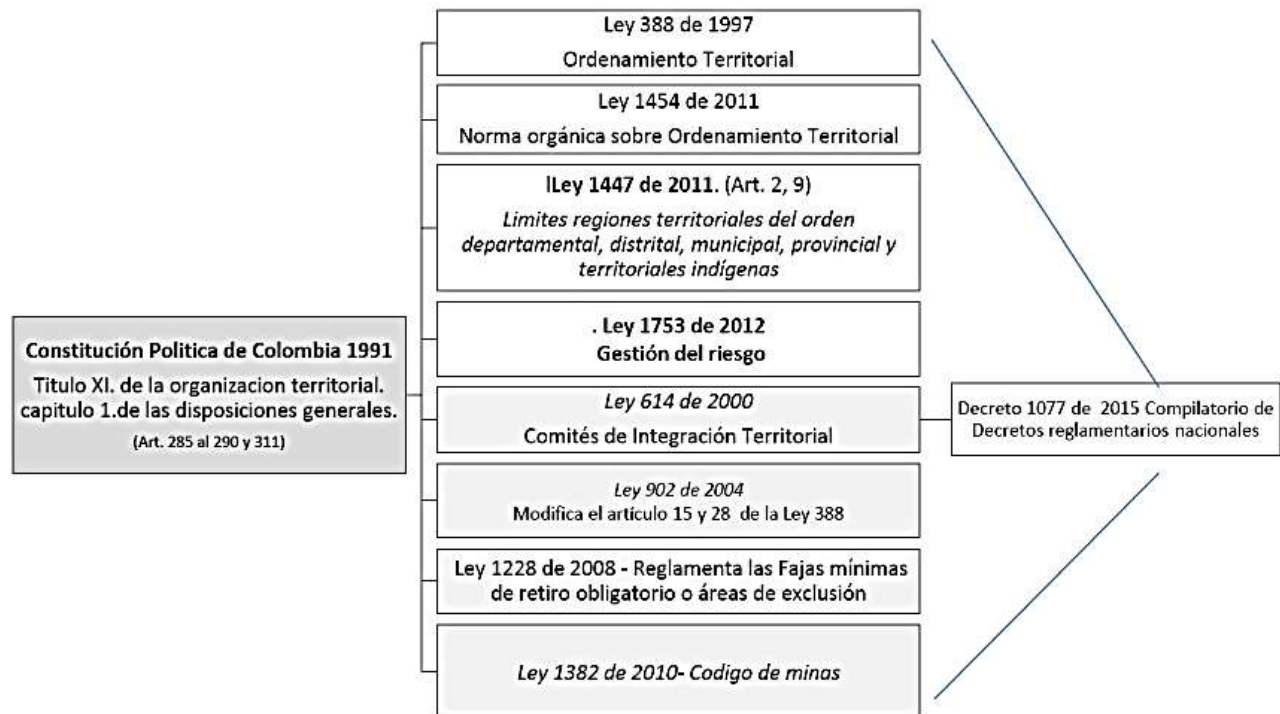 Ley 388 de 1997
Ordenamiento Territorial
Ley 1454 de 2011
Norma orgánica sobre Ordenamiento Territorial
lLey 1447 de 2011. (Art. 2, 9)
Limites regiones territoriales del orden
departamental, distrital, municipal, provincial y
territoriales indígenas
. Ley 1753 de 2012
Gestión del riesgo
Constitución Politica de Colombia 1991
Titulo XI. de la organizacion territorial.
capitulo 1.de las disposiciones generales.
(Art. 285 al 290 y 311)
Ley 614 de 2000
Comités de Integración Territorial
Decreto 1077 de 2015 Compilatorio de
Decretos reglamentarios nacionales
Ley 902 de 2004
Modifica el artículo 15 y 28 de la Ley 388
Ley 1228 de 2008 - Reglamenta las Fajas mínimas
de retiro obligatorio o áreas de exclusión
Ley 1382 de 2010- Codigo de minas